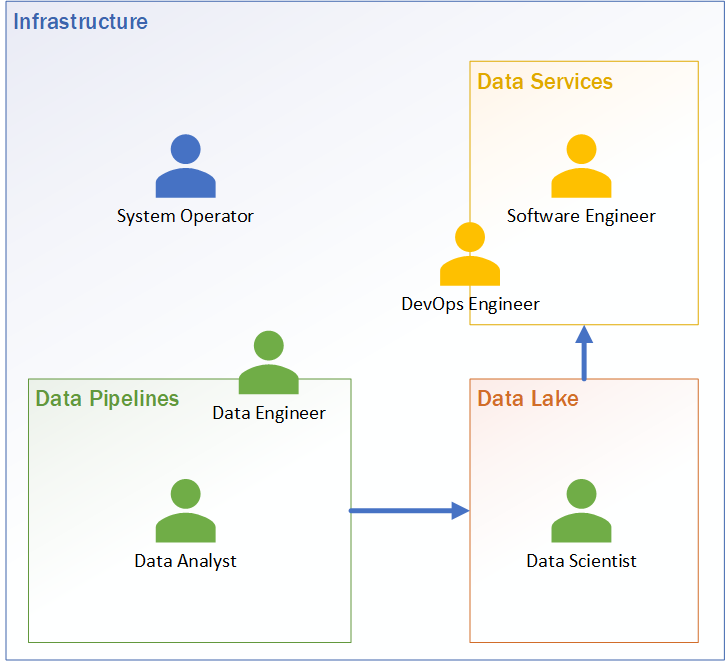 Infrastructure
Data Services
System Operator
Software Engineer
DevOps Engineer
Data Pipelines
Data Engineer
Data Lake
Data Analyst
Data Scientist